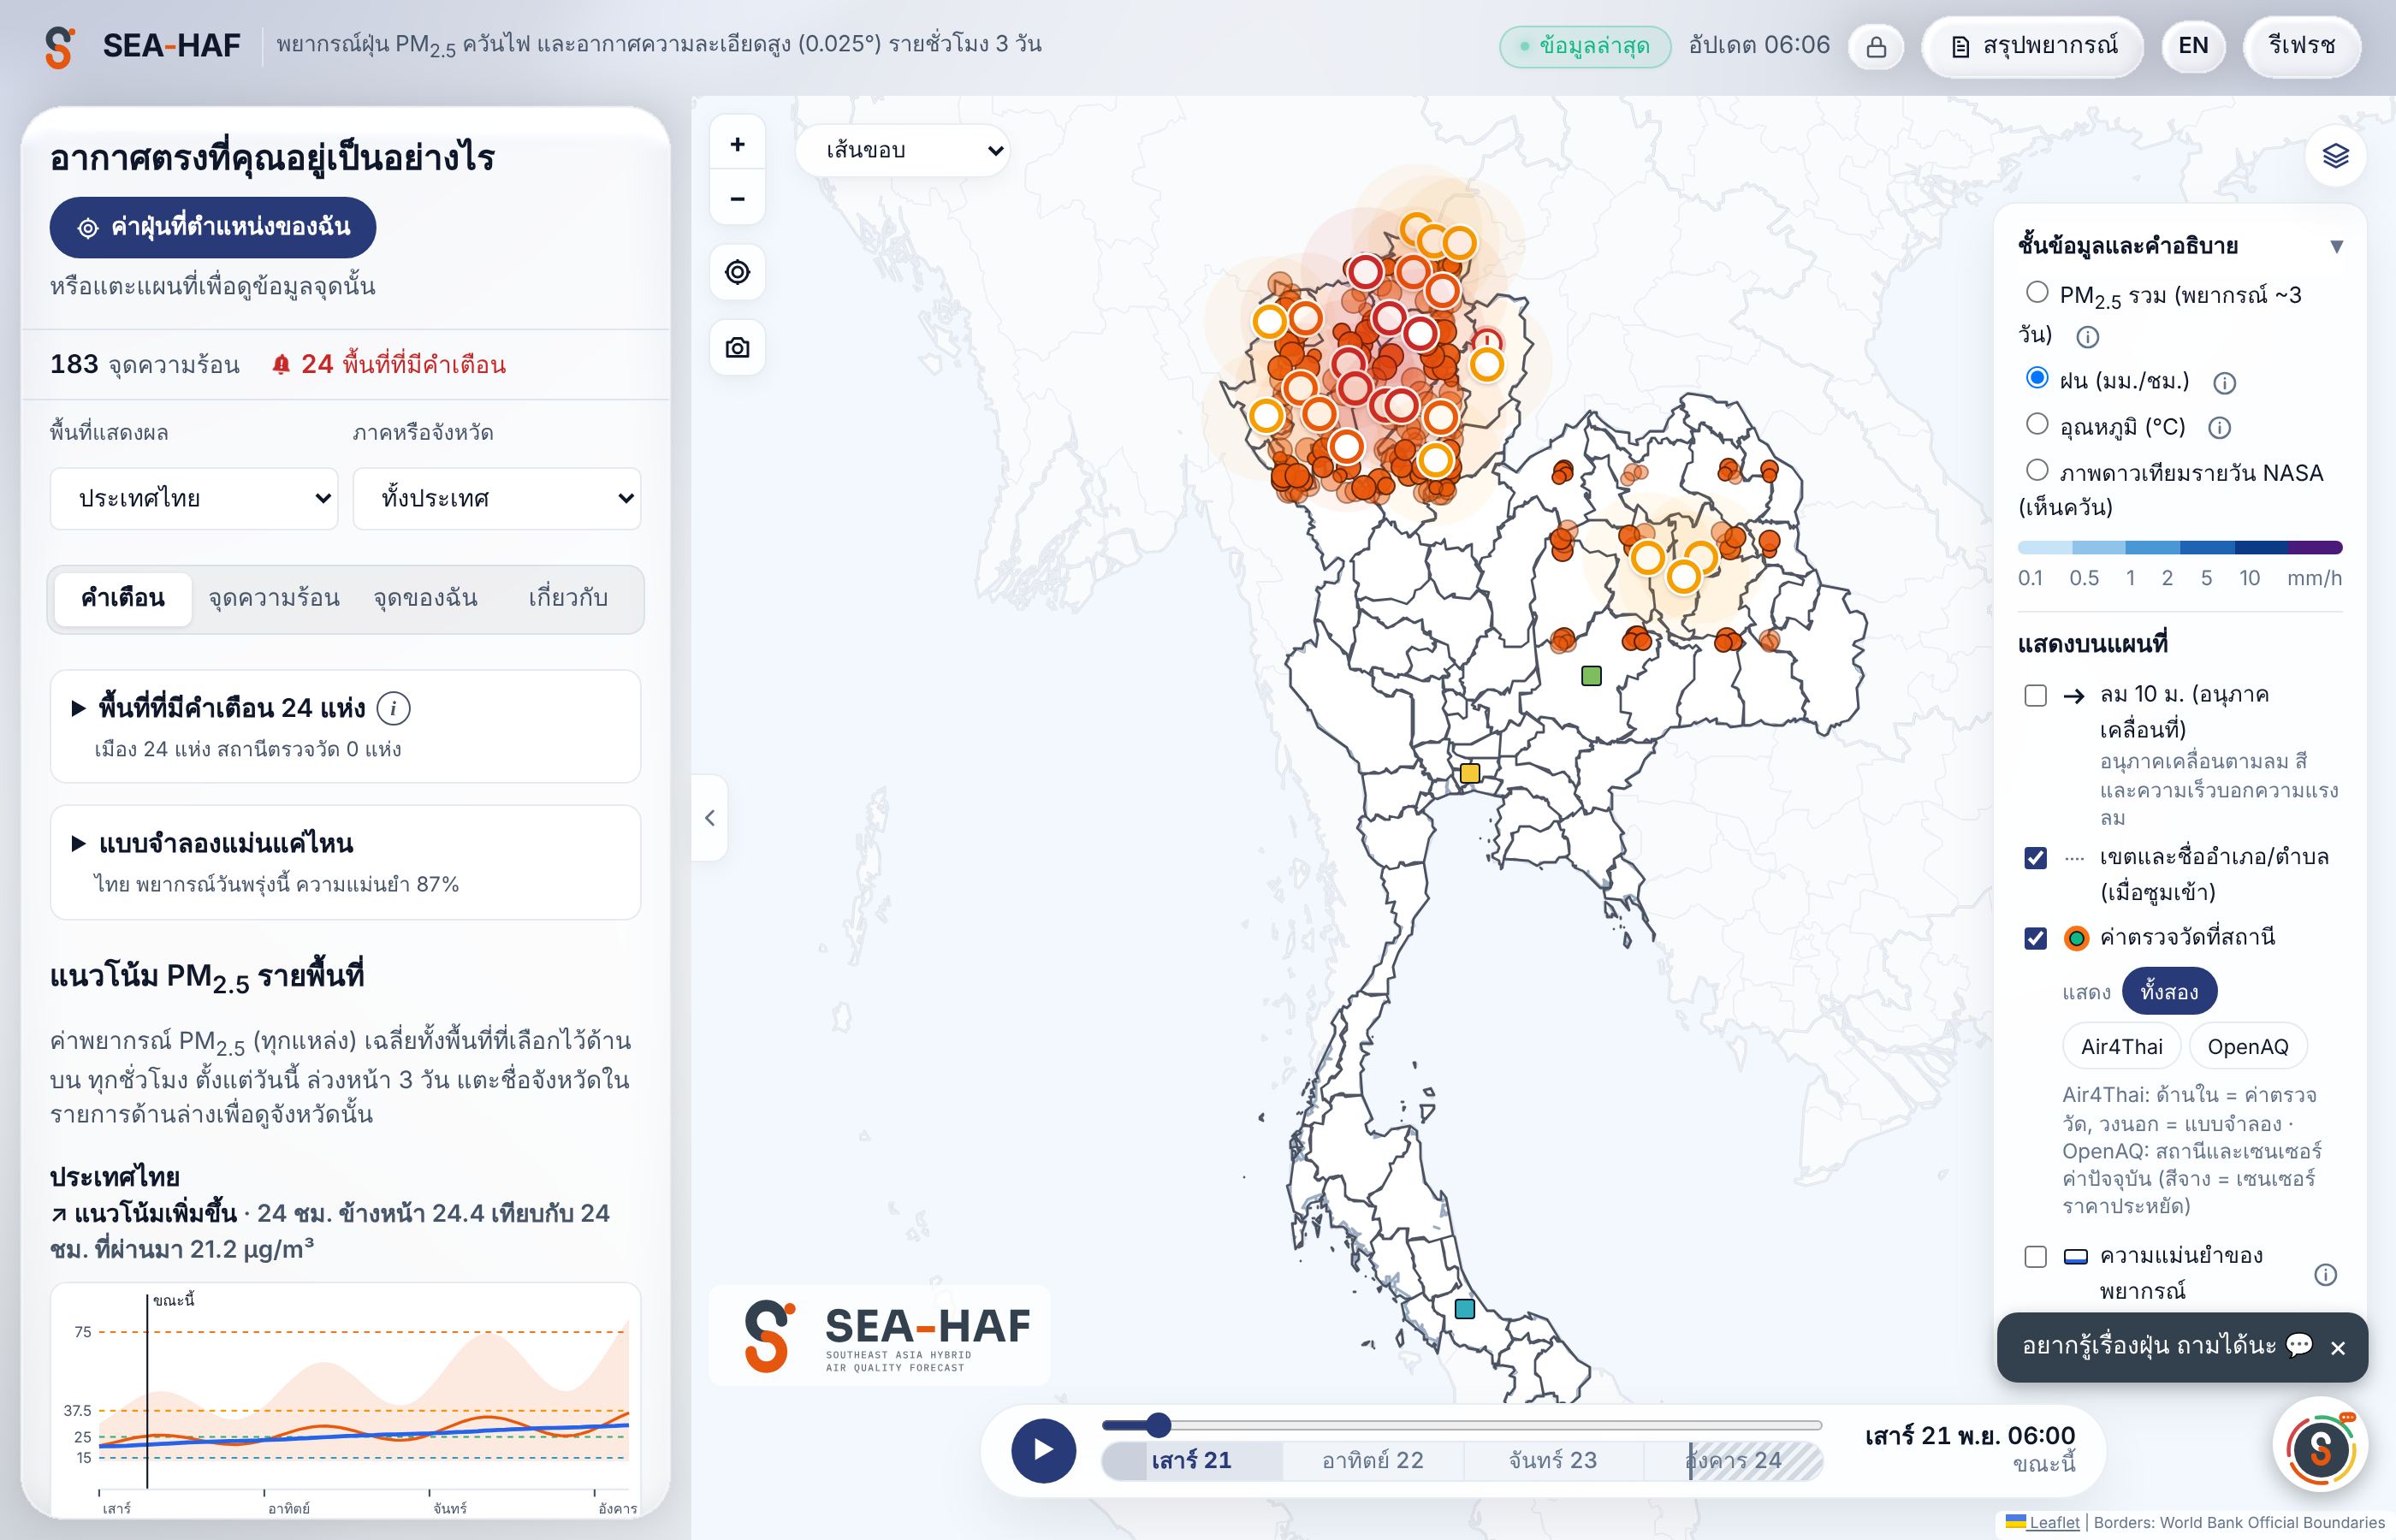 SEA-HAF
พยากรณ์ฝุ่น PM2.5 ควันไฟ และอากาศความละเอียดสูง (0.025°) รายชั่วโมง 3 วัน
ข้อมูลล่าสุด
อัปเดต 06:06
สรุปพยากรณ์
EN
รีเฟรช
อากาศตรงที่คุณอยู่เป็นอย่างไร
ค่าฝุ่นที่ตำแหน่งของฉัน
หรือแตะแผนที่เพื่อดูข้อมูลจุดนั้น
183 จุดความร้อน
24 พื้นที่ที่มีคำเตือน
พื้นที่แสดงผล
ภาคหรือจังหวัด
ประเทศไทย
ทั้งประเทศ
คำเตือน
จุดความร้อน
จุดของฉัน
เกี่ยวกับ
▶ พื้นที่ที่มีคำเตือน 24 แห่ง i
เมือง 24 แห่ง สถานีตรวจวัด 0 แห่ง
▶ แบบจำลองแม่นแค่ไหน
ไทย พยากรณ์วันพรุ่งนี้ ความแม่นยำ 87%
แนวโน้ม PM2.5 รายพื้นที่
ค่าพยากรณ์ PM2.5 (ทุกแหล่ง) เฉลี่ยทั้งพื้นที่ที่เลือกไว้ด้าน
บน ทุกชั่วโมง ตั้งแต่วันนี้ ล่วงหน้า 3 วัน แตะชื่อจังหวัดใน
รายการด้านล่างเพื่อดูจังหวัดนั้น
ประเทศไทย
↗ แนวโน้มเพิ่มขึ้น · 24 ชม. ข้างหน้า 24.4 เทียบกับ 24
ชม. ที่ผ่านมา 21.2 µg/m³
ขณะนี้
75
37.5
25
15
เสาร์
อาทิตย์
จันทร์
อังคาร
+
−
เส้นขอบ
SEA-HAF
SOUTHEAST ASIA HYBRID
AIR QUALITY FORECAST
เสาร์ 21
อาทิตย์ 22
จันทร์ 23
อังคาร 24
เสาร์ 21 พ.ย. 06:00
ขณะนี้
ชั้นข้อมูลและคำอธิบาย ▼
PM2.5 รวม (พยากรณ์ ~3
วัน) i
ฝน (มม./ชม.) i
อุณหภูมิ (°C) i
ภาพดาวเทียมรายวัน NASA
(เห็นควัน)
0.1 0.5 1 2 5 10 mm/h
แสดงบนแผนที่
→ ลม 10 ม. (อนุภาค
เคลื่อนที่)
อนุภาคเคลื่อนตามลม สี
และความเร็วบอกความแรง
ลม
เขตและชื่ออำเภอ/ตำบล
(เมื่อซูมเข้า)
ค่าตรวจวัดที่สถานี
แสดง ทั้งสอง
Air4Thai OpenAQ
Air4Thai: ด้านใน = ค่าตรวจ
วัด, วงนอก = แบบจำลอง ·
OpenAQ: สถานีและเซนเซอร์
ค่าปัจจุบัน (สีจาง = เซนเซอร์
ราคาประหยัด)
ความแม่นยำของ
พยากรณ์ i
อยากรู้เรื่องฝุ่น ถามได้นะ 💬 ×
Leaflet | Borders: World Bank Official Boundaries